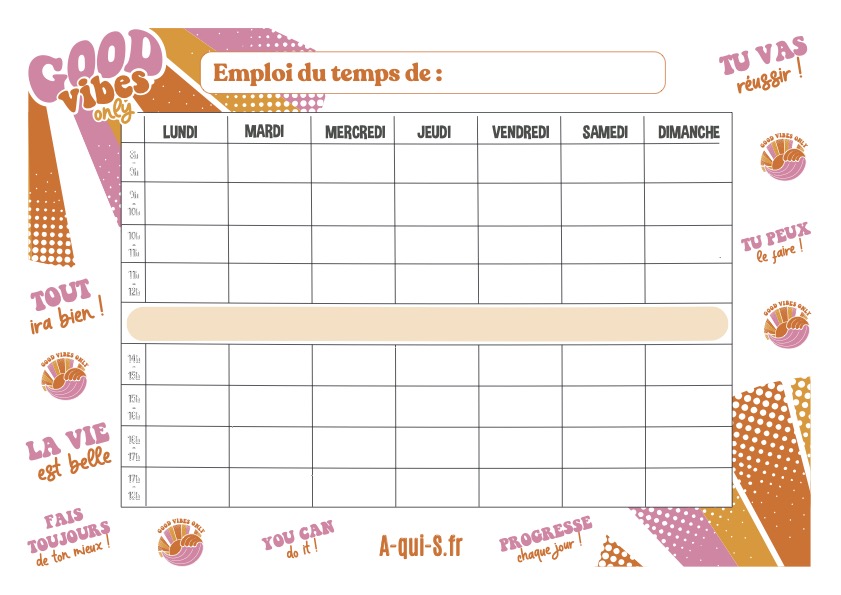 GOOD
vibes
only
Emploi du temps de :
TU VAS
réussir !
LUNDI MARDI MERCREDI JEUDI VENDREDI SAMEDI DIMANCHE
8h
-
9h
GOOD VIBES ONLY
9h
-
10h
10h
-
11h
TU PEUX
le faire !
11h
-
12h
TOUT
ira bien !
GOOD VIBES ONLY
14h
-
15h
GOOD VIBES ONLY
15h
-
16h
16h
-
17h
LA VIE
est belle
17h
-
18h
FAIS
TOUJOURS
de ton mieux !
GOOD VIBES ONLY
YOU CAN
do it !
A-qui-S.fr
PROGRESSE
chaque jour !